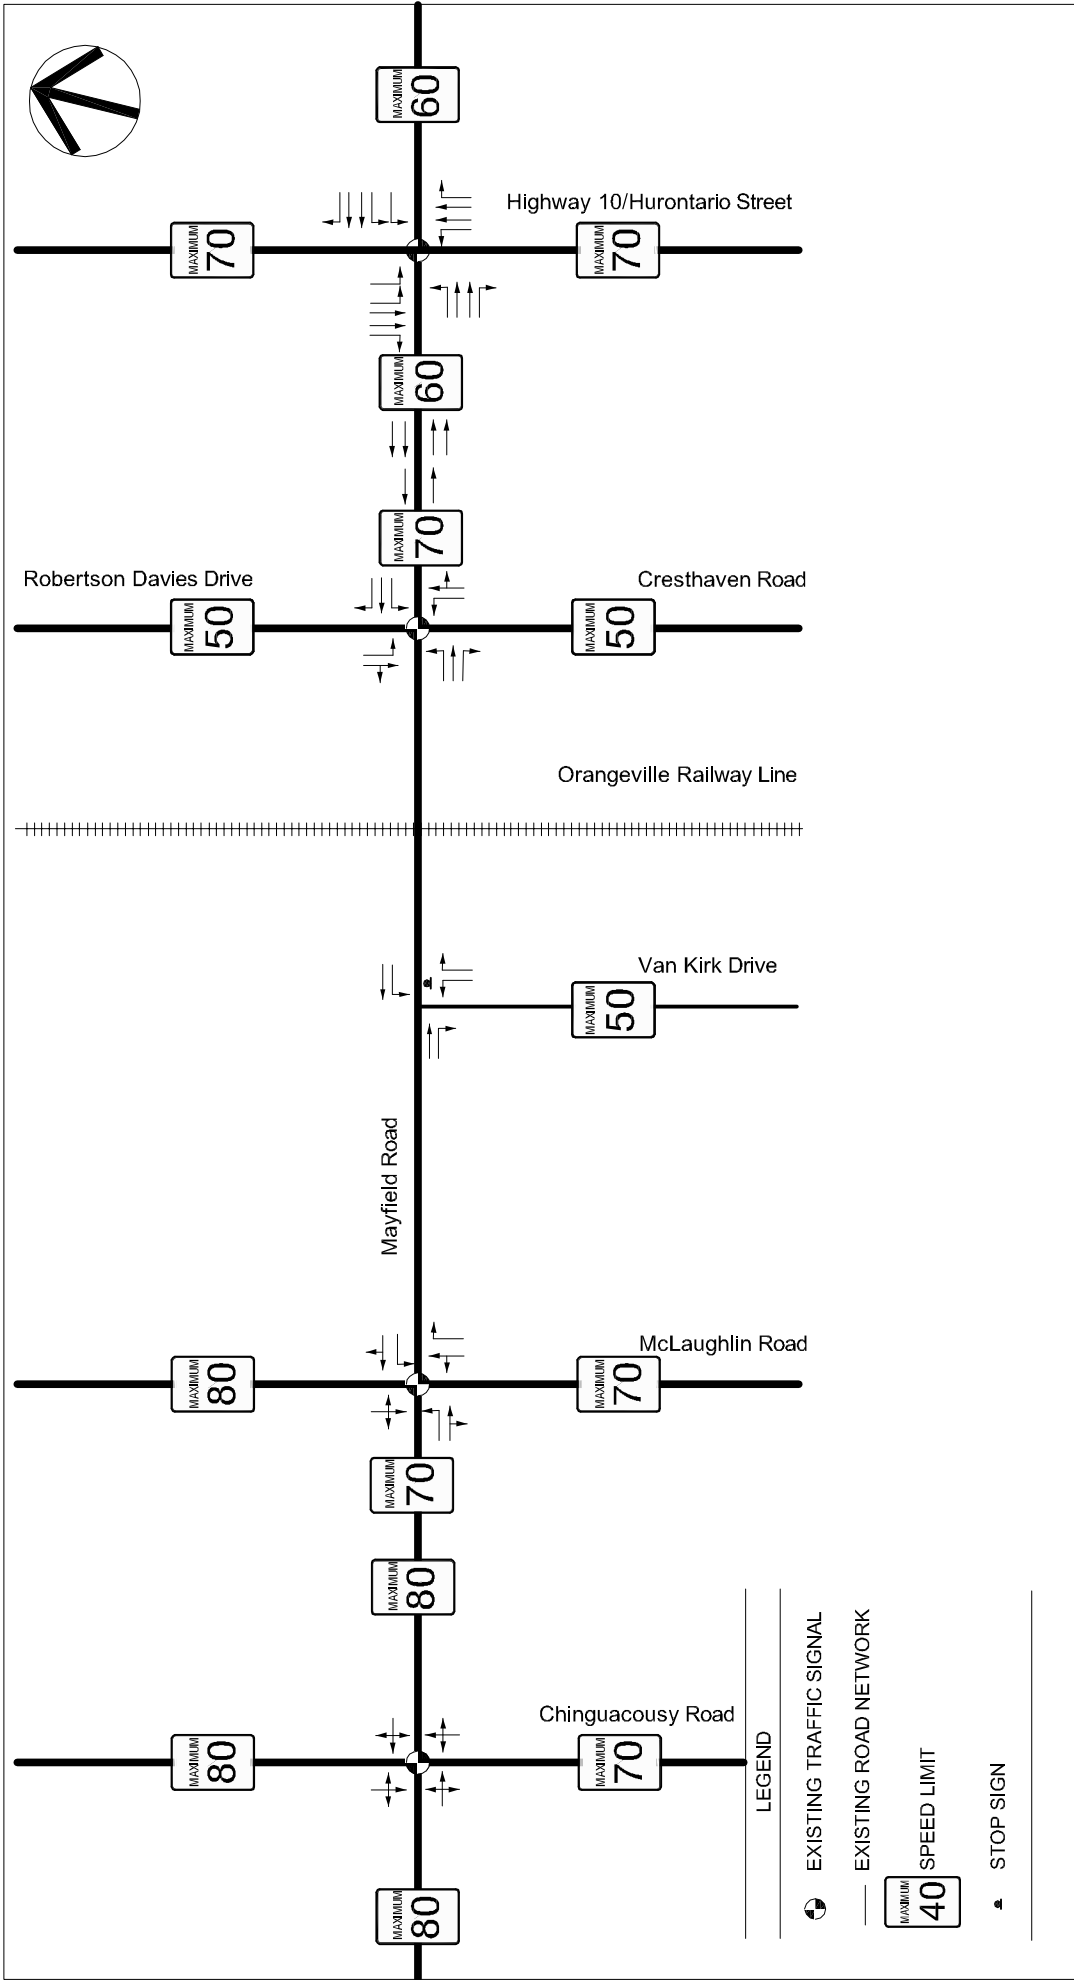 MAXIMUM
60
Highway 10/Hurontario Street
MAXIMUM
70
MAXIMUM
70
MAXIMUM
60
MAXIMUM
70
Robertson Davies Drive
Cresthaven Road
MAXIMUM
50
MAXIMUM
50
Orangeville Railway Line
Van Kirk Drive
MAXIMUM
50
Mayfield Road
McLaughlin Road
MAXIMUM
80
MAXIMUM
70
MAXIMUM
70
MAXIMUM
80
Chinguacousy Road
MAXIMUM
80
MAXIMUM
70
MAXIMUM
80
LEGEND
EXISTING TRAFFIC SIGNAL
EXISTING ROAD NETWORK
MAXIMUM
40
SPEED LIMIT
STOP SIGN